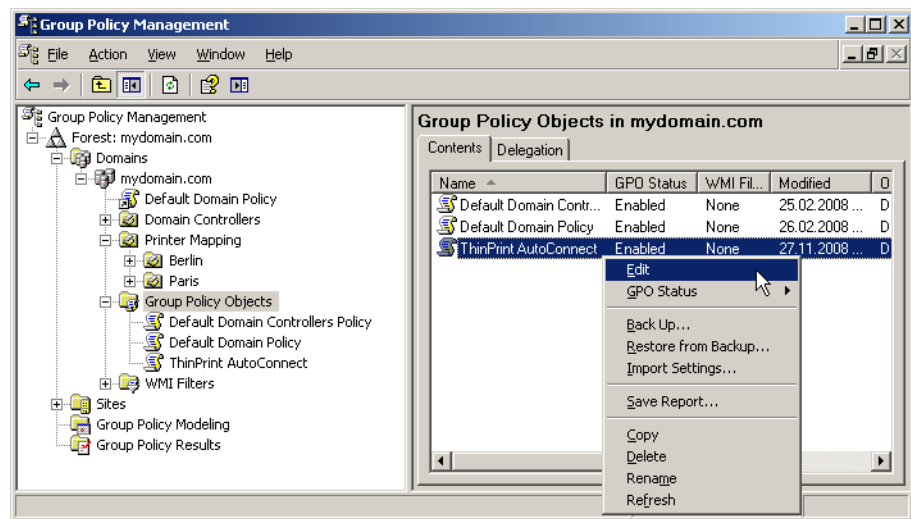 Group Policy Management
File Action View Window Help
Group Policy Management
Forest: mydomain.com
Domains
mydomain.com
Default Domain Policy
Domain Controllers
Printer Mapping
Berlin
Paris
Group Policy Objects
Default Domain Controllers Policy
Default Domain Policy
ThinPrint AutoConnect
WMI Filters
Sites
Group Policy Modeling
Group Policy Results
Group Policy Objects in mydomain.com
Contents Delegation
Name GPO Status WMI Fil... Modified O
Default Domain Contr... Enabled None 25.02.2008 ... D
Default Domain Policy Enabled None 26.02.2008 ... D
ThinPrint AutoConnect Enabled None 27.11.2008 ... D
Edit
GPO Status
Back Up...
Restore from Backup...
Import Settings...
Save Report...
Copy
Delete
Rename
Refresh